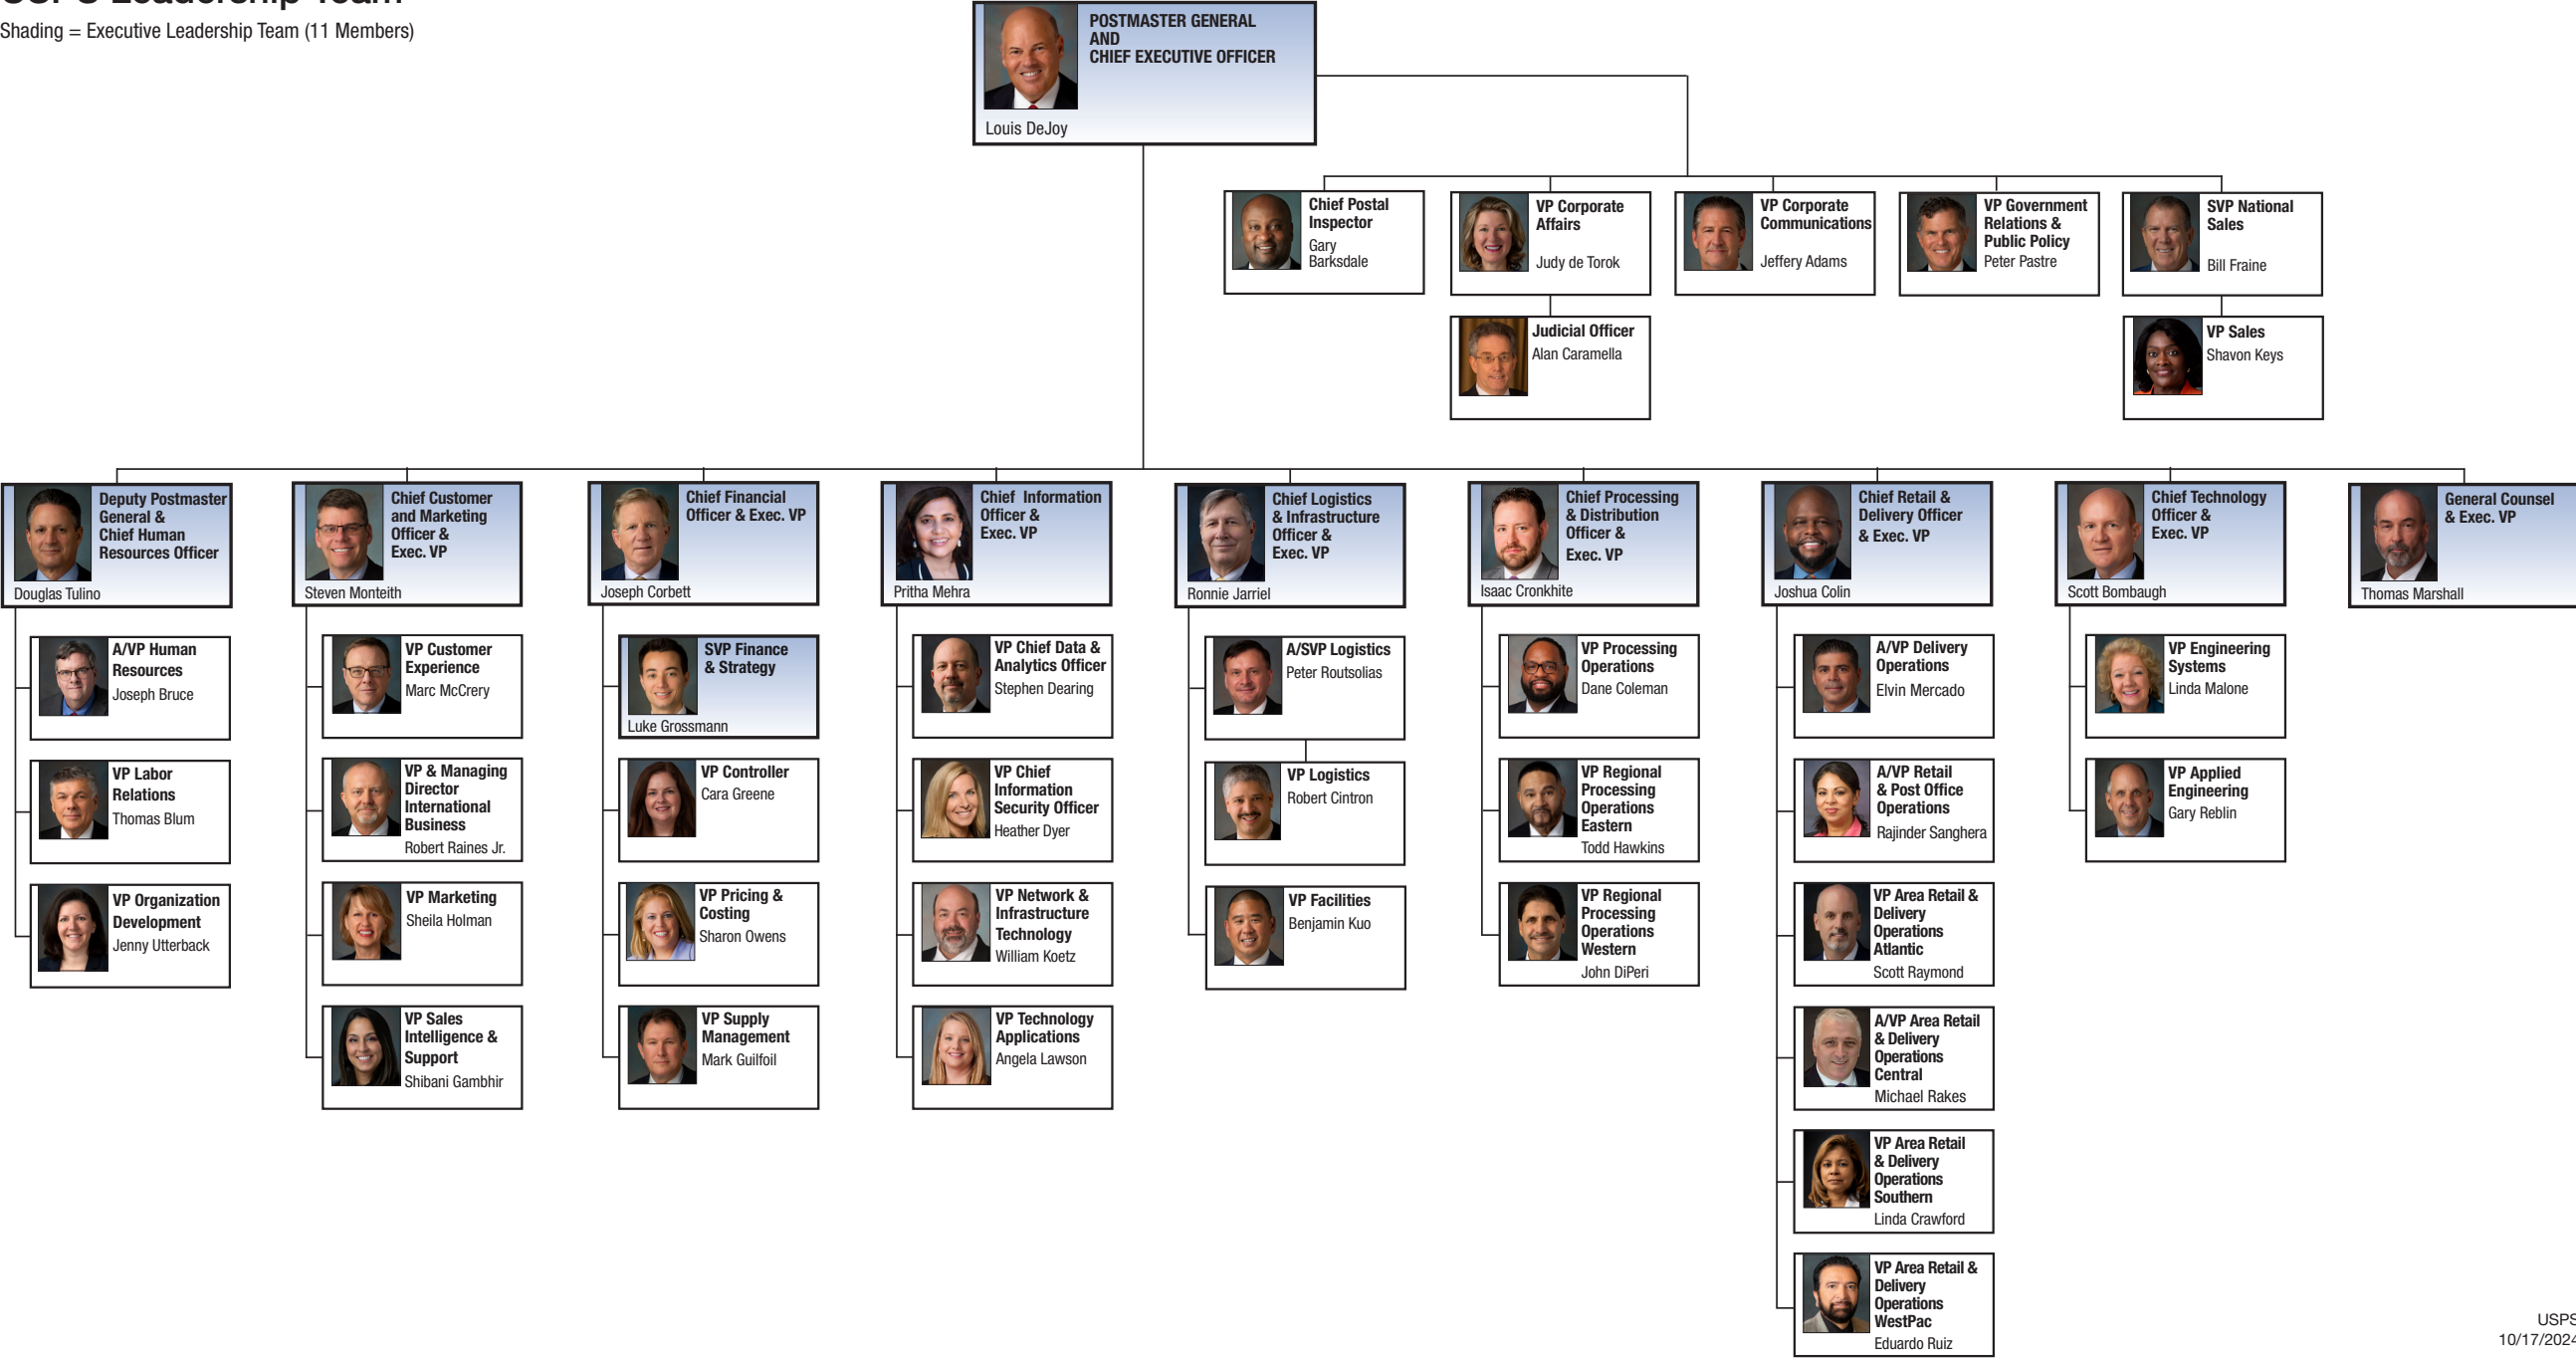 Shading = Executive Leadership Team (11 Members)
POSTMASTER GENERAL
AND
CHIEF EXECUTIVE OFFICER
Louis DeJoy
Chief Postal
Inspector
Gary
Barksdale
VP Corporate
Affairs
Judy de Torok
VP Corporate
Communications
Jeffery Adams
VP Government
Relations &
Public Policy
Peter Pastre
SVP National
Sales
Bill Fraine
Judicial Officer
Alan Caramella
VP Sales
Shavon Keys
Deputy Postmaster
General &
Chief Human
Resources Officer
Douglas Tulino
Chief Customer
and Marketing
Officer &
Exec. VP
Steven Monteith
Chief Financial
Officer & Exec. VP
Joseph Corbett
Chief Information
Officer &
Exec. VP
Pritha Mehra
Chief Logistics
& Infrastructure
Officer &
Exec. VP
Ronnie Jarriel
Chief Processing
& Distribution
Officer &
Exec. VP
Isaac Cronkhite
Chief Retail &
Delivery Officer
& Exec. VP
Joshua Colin
Chief Technology
Officer &
Exec. VP
Scott Bombaugh
General Counsel
& Exec. VP
Thomas Marshall
A/VP Human
Resources
Joseph Bruce
VP Labor
Relations
Thomas Blum
VP Organization
Development
Jenny Utterback
VP Customer
Experience
Marc McCrery
VP & Managing
Director
International
Business
Robert Raines Jr.
VP Marketing
Sheila Holman
VP Sales
Intelligence &
Support
Shibani Gambhir
SVP Finance
& Strategy
Luke Grossmann
VP Controller
Cara Greene
VP Pricing &
Costing
Sharon Owens
VP Supply
Management
Mark Guilfoil
VP Chief Data &
Analytics Officer
Stephen Dearing
VP Chief
Information
Security Officer
Heather Dyer
VP Network &
Infrastructure
Technology
William Koetz
VP Technology
Applications
Angela Lawson
A/SVP Logistics
Peter Routsolias
VP Logistics
Robert Cintron
VP Facilities
Benjamin Kuo
VP Processing
Operations
Dane Coleman
VP Regional
Processing
Operations
Eastern
Todd Hawkins
VP Regional
Processing
Operations
Western
John DiPeri
A/VP Delivery
Operations
Elvin Mercado
A/VP Retail
& Post Office
Operations
Rajinder Sanghera
VP Area Retail &
Delivery
Operations
Atlantic
Scott Raymond
A/VP Area Retail
& Delivery
Operations
Central
Michael Rakes
VP Area Retail
& Delivery
Operations
Southern
Linda Crawford
VP Area Retail &
Delivery
Operations
WestPac
Eduardo Ruiz
VP Engineering
Systems
Linda Malone
VP Applied
Engineering
Gary Reblin
USPS
10/17/2024